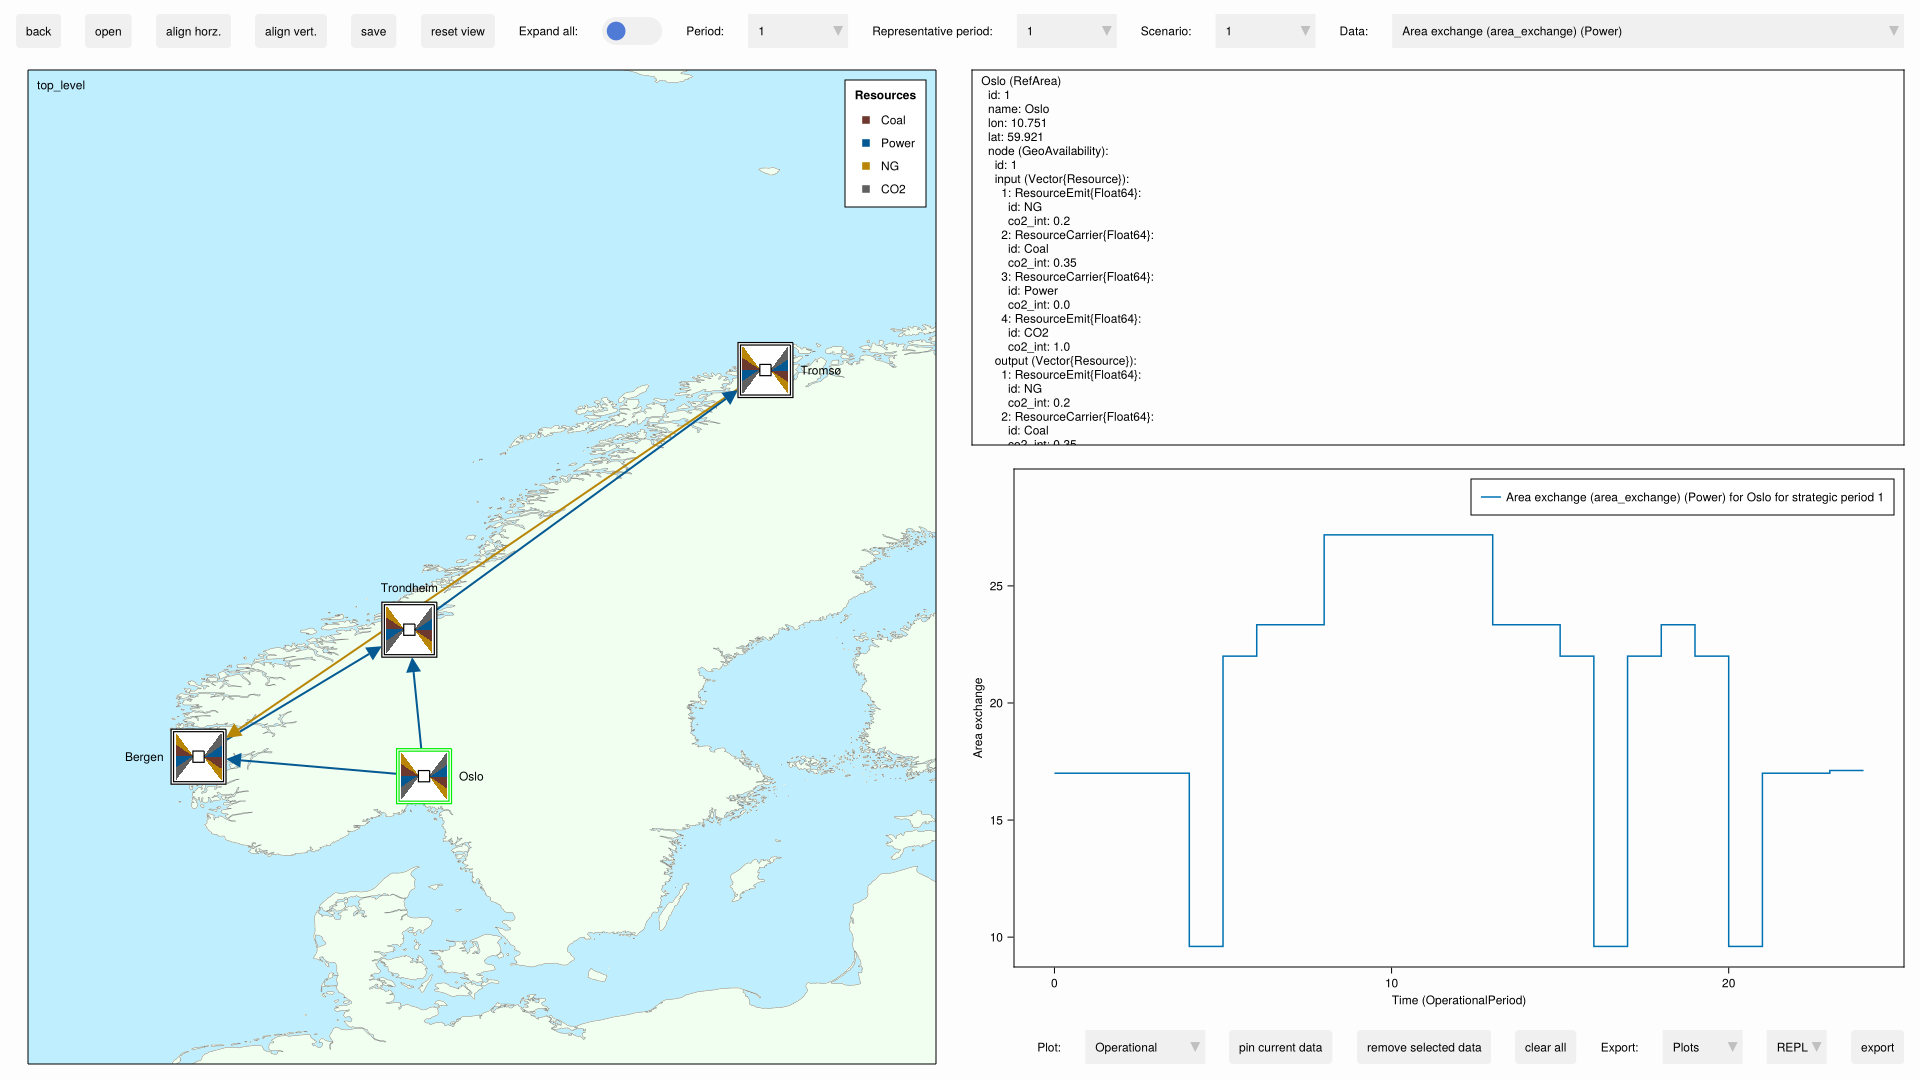 back
open
align horz.
align vert.
save
reset view
Expand all:
Period:
1
Representative period:
1
Scenario:
1
Data:
Area exchange (area_exchange) (Power)
top_level
Resources
Coal
Power
NG
CO2
Tromsø
Trondheim
Bergen
Oslo
Oslo (RefArea)
id: 1
name: Oslo
lon: 10.751
lat: 59.921
node (GeoAvailability):
id: 1
input (Vector{Resource}):
1: ResourceEmit{Float64}:
id: NG
co2_int: 0.2
2: ResourceCarrier{Float64}:
id: Coal
co2_int: 0.35
3: ResourceCarrier{Float64}:
id: Power
co2_int: 0.0
4: ResourceEmit{Float64}:
id: CO2
co2_int: 1.0
output (Vector{Resource}):
1: ResourceEmit{Float64}:
id: NG
co2_int: 0.2
2: ResourceCarrier{Float64}:
id: Coal
co2_int: 0.35
Area exchange (area_exchange) (Power) for Oslo for strategic period 1
25
20
15
10
Area exchange
0
10
20
Time (OperationalPeriod)
Plot:
Operational
pin current data
remove selected data
clear all
Export:
Plots
REPL
export